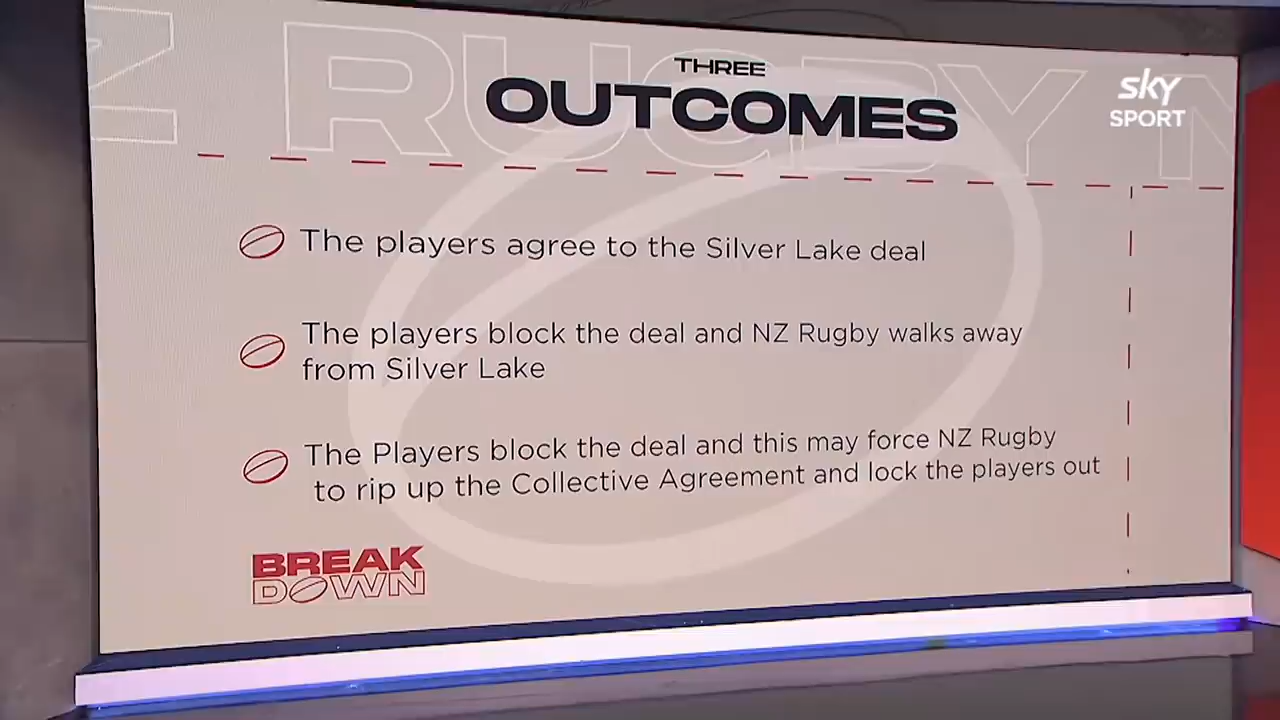 Z RUGBY N
THREE
OUTCOMES
sky
SPORT
The players agree to the Silver Lake deal
The players block the deal and NZ Rugby walks away
from Silver Lake
The Players block the deal and this may force NZ Rugby
to rip up the Collective Agreement and lock the players out
BREAK
DOWN